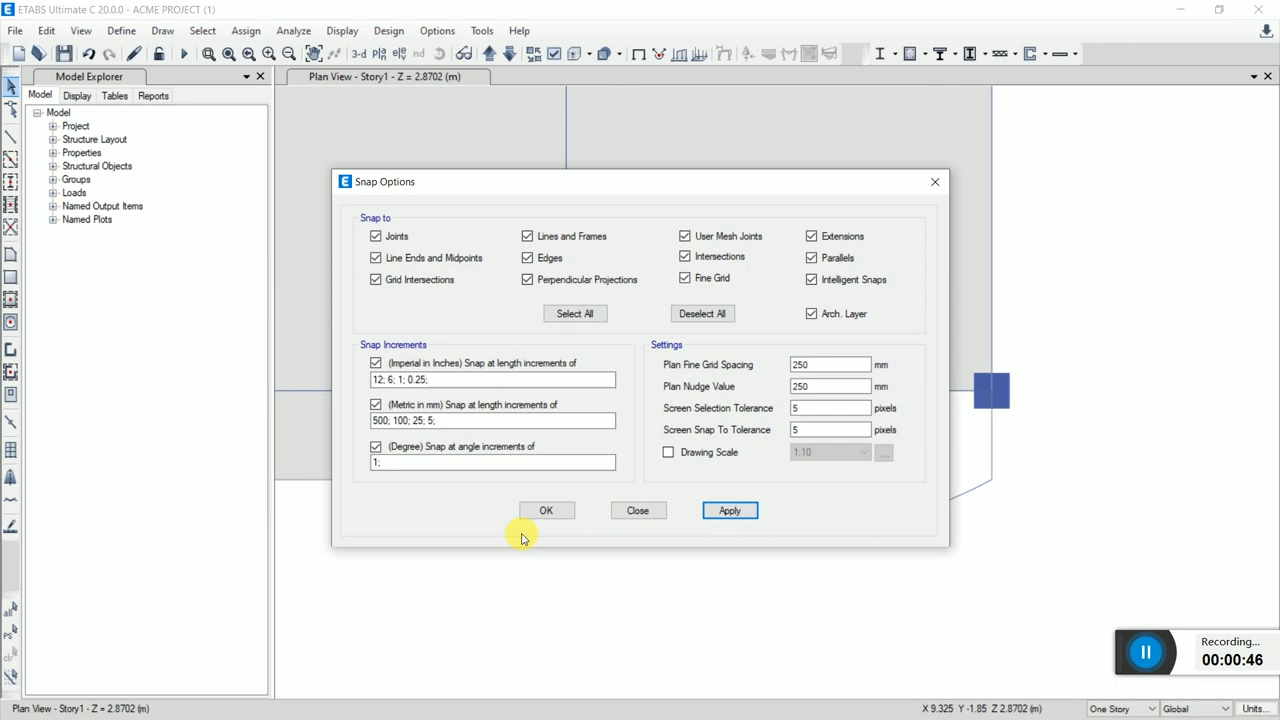 ETABS Ultimate C 20.0.0 - ACME PROJECT (1)
File Edit View Define Draw Select Assign Analyze Display Design Options Tools Help
3-d nd
Model Explorer
Plan View - Story1 - Z = 2.8702 (m)
Model Display Tables Reports
Model
Project
Structure Layout
Properties
Structural Objects
Groups
Loads
Named Output Items
Named Plots
Snap Options
Snap to
Joints Lines and Frames User Mesh Joints Extensions
Line Ends and Midpoints Edges Intersections Parallels
Grid Intersections Perpendicular Projections Fine Grid Intelligent Snaps
Select All Deselect All Arch. Layer
Snap Increments
(Imperial in Inches) Snap at length increments of
12; 6; 1; 0.25;
(Metric in mm) Snap at length increments of
500; 100; 25; 5;
(Degree) Snap at angle increments of
1;
Settings
Plan Fine Grid Spacing 250 mm
Plan Nudge Value 250 mm
Screen Selection Tolerance 5 pixels
Screen Snap To Tolerance 5 pixels
Drawing Scale 1:10 ...
OK Close Apply
all
ps
clr
Recording...
00:00:46
Plan View - Story1 - Z = 2.8702 (m)
X 9.325 Y -1.85 Z 2.8702 (m)
One Story Global Units...